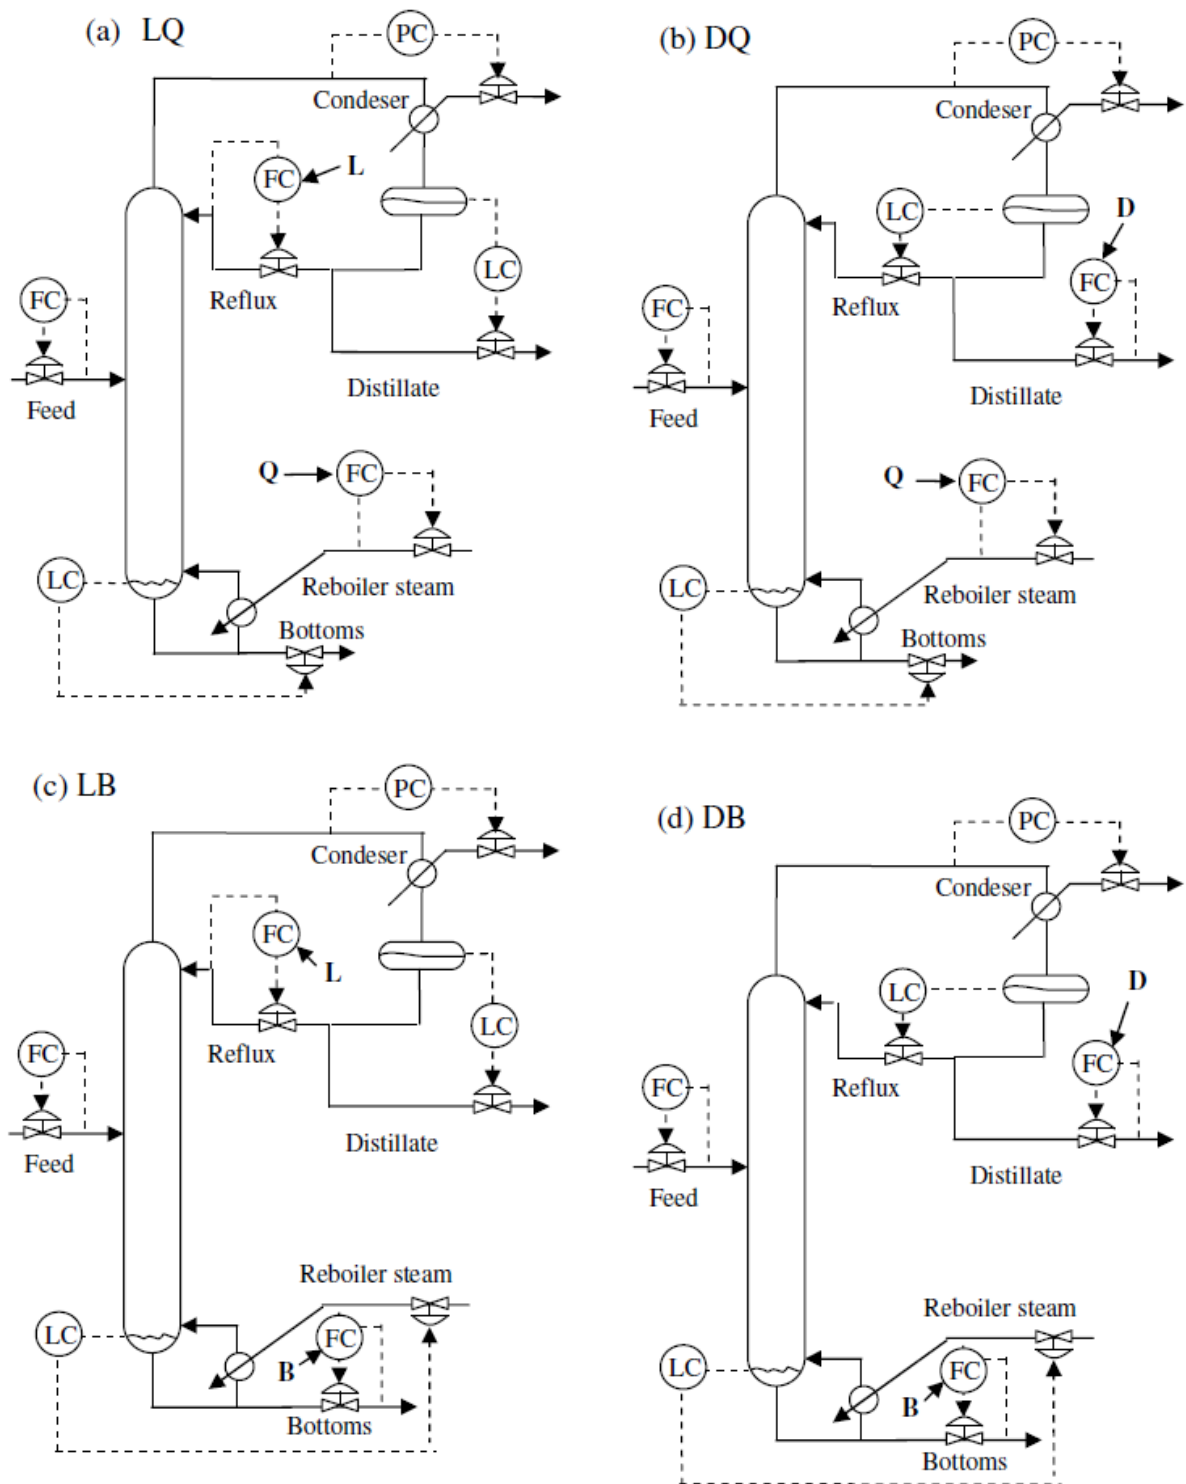 (a) LQ
PC
Condeser
FC
L
LC
FC
Reflux
Distillate
Feed
Q
FC
LC
Reboiler steam
Bottoms
(b) DQ
PC
Condeser
LC
D
FC
FC
Reflux
Distillate
Feed
Q
FC
LC
Reboiler steam
Bottoms
(c) LB
PC
Condeser
FC
L
LC
FC
Reflux
Distillate
Feed
Reboiler steam
LC
FC
B
Bottoms
(d) DB
PC
Condeser
LC
D
FC
FC
Reflux
Distillate
Feed
Reboiler steam
LC
FC
B
Bottoms